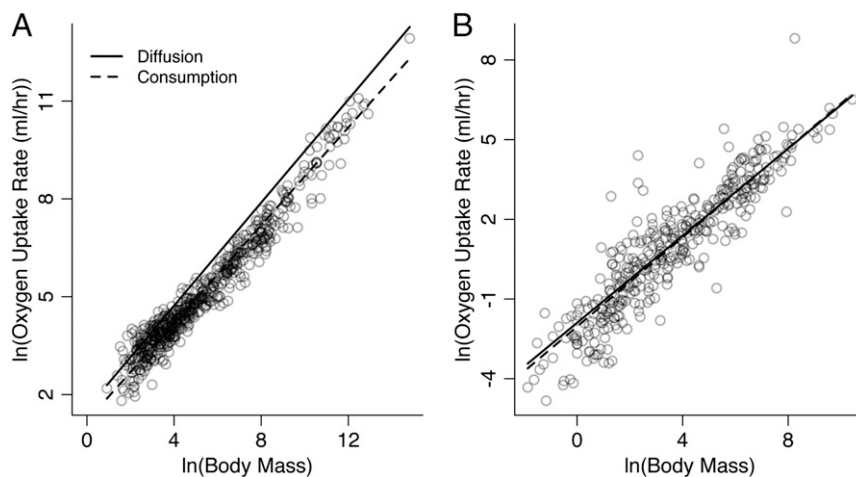 A
Diffusion
Consumption
ln(Oxygen Uptake Rate (ml/hr))
11
8
5
2
0 4 8 12
ln(Body Mass)
B
ln(Oxygen Uptake Rate (ml/hr))
8
5
2
-1
-4
0 4 8
ln(Body Mass)